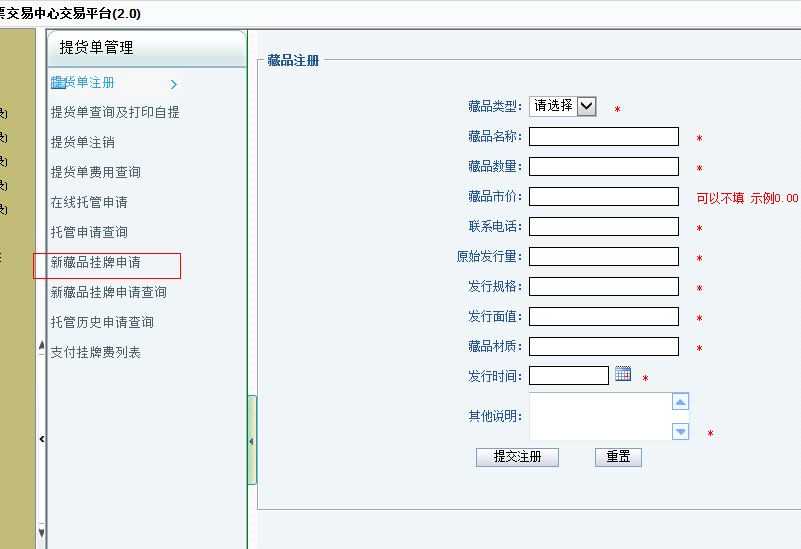 票交易中心交易平台(2.0)
提货单管理
提货单注册
提货单查询及打印自提
提货单注销
提货单费用查询
在线托管申请
托管申请查询
新藏品挂牌申请
新藏品挂牌申请查询
托管历史申请查询
支付挂牌费列表
藏品注册
藏品类型: 请选择 *
藏品名称: *
藏品数量: *
藏品市价: 可以不填 示例0.00
联系电话: *
原始发行量: *
发行规格: *
发行面值: *
藏品材质: *
发行时间: *
其他说明: *
提交注册 重置